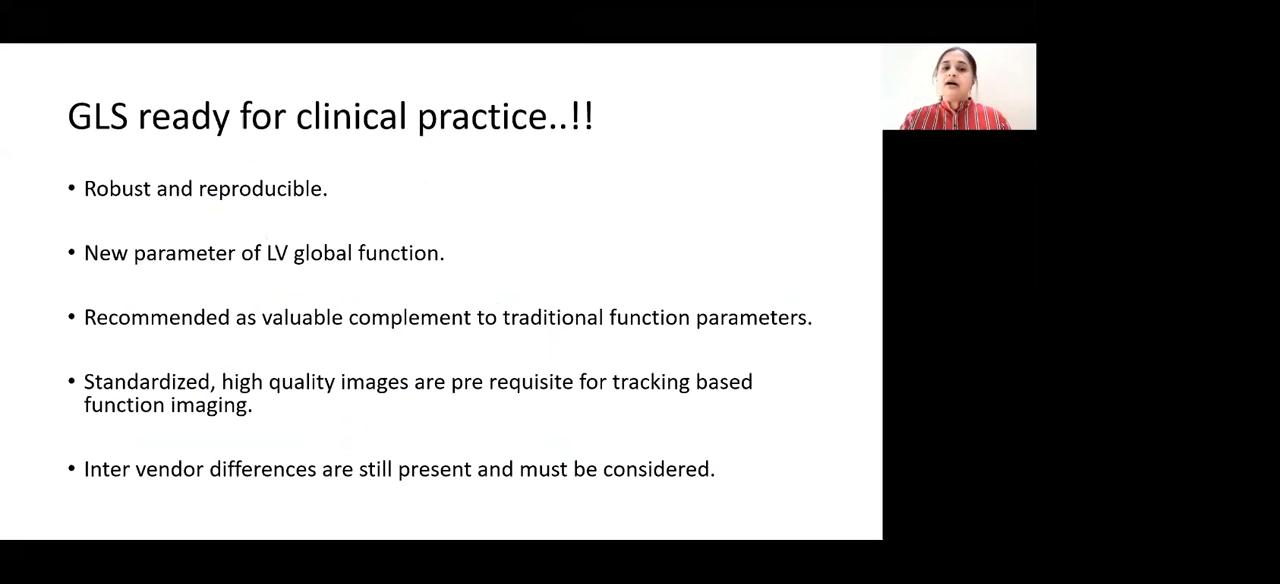 GLS ready for clinical practice..!!
• Robust and reproducible.
• New parameter of LV global function.
• Recommended as valuable complement to traditional function parameters.
• Standardized, high quality images are pre requisite for tracking based
function imaging.
• Inter vendor differences are still present and must be considered.